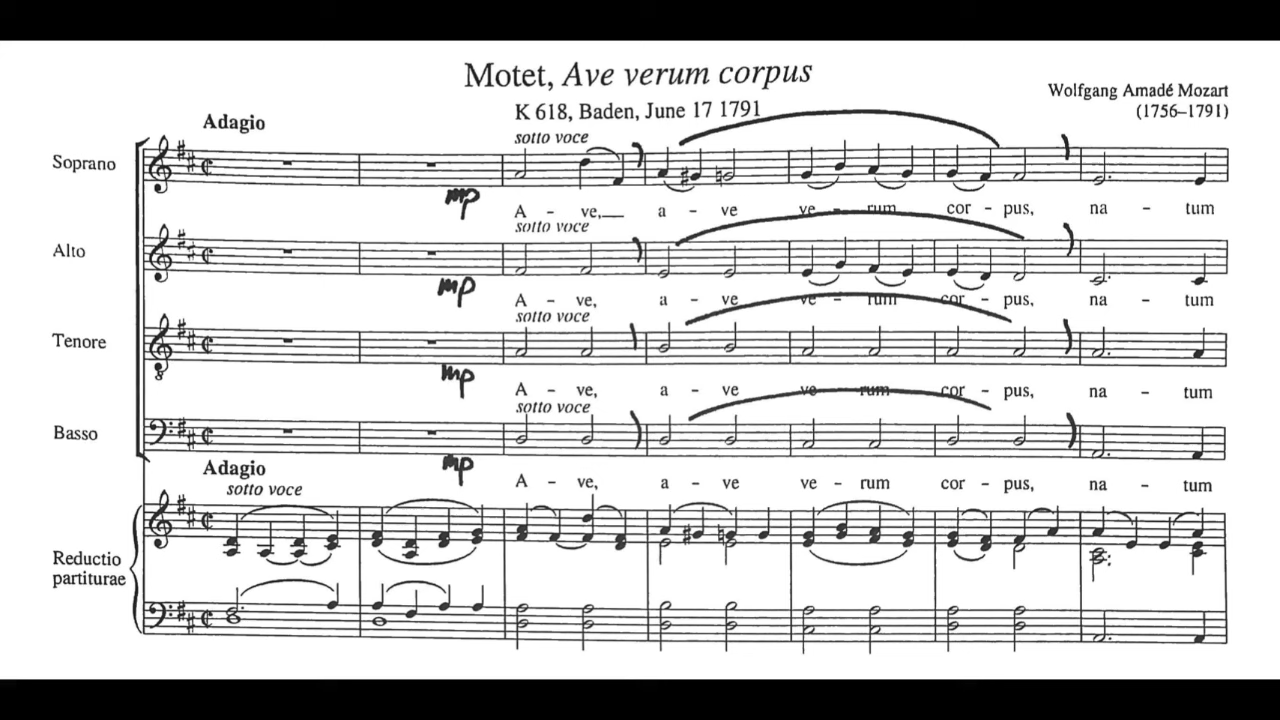 Motet, Ave verum corpus
K 618, Baden, June 17 1791
Wolfgang Amadé Mozart
(1756–1791)
Adagio
sotto voce
Soprano
mp
A - ve, a - ve ve - rum cor - pus, na - tum
sotto voce
Alto
mp
A - ve, a - ve ve - rum cor - pus, na - tum
sotto voce
Tenore
mp
A - ve, a - ve ve - rum cor - pus, na - tum
sotto voce
Basso
mp
A - ve, a - ve ve - rum cor - pus, na - tum
Adagio
sotto voce
Reductio
partiturae